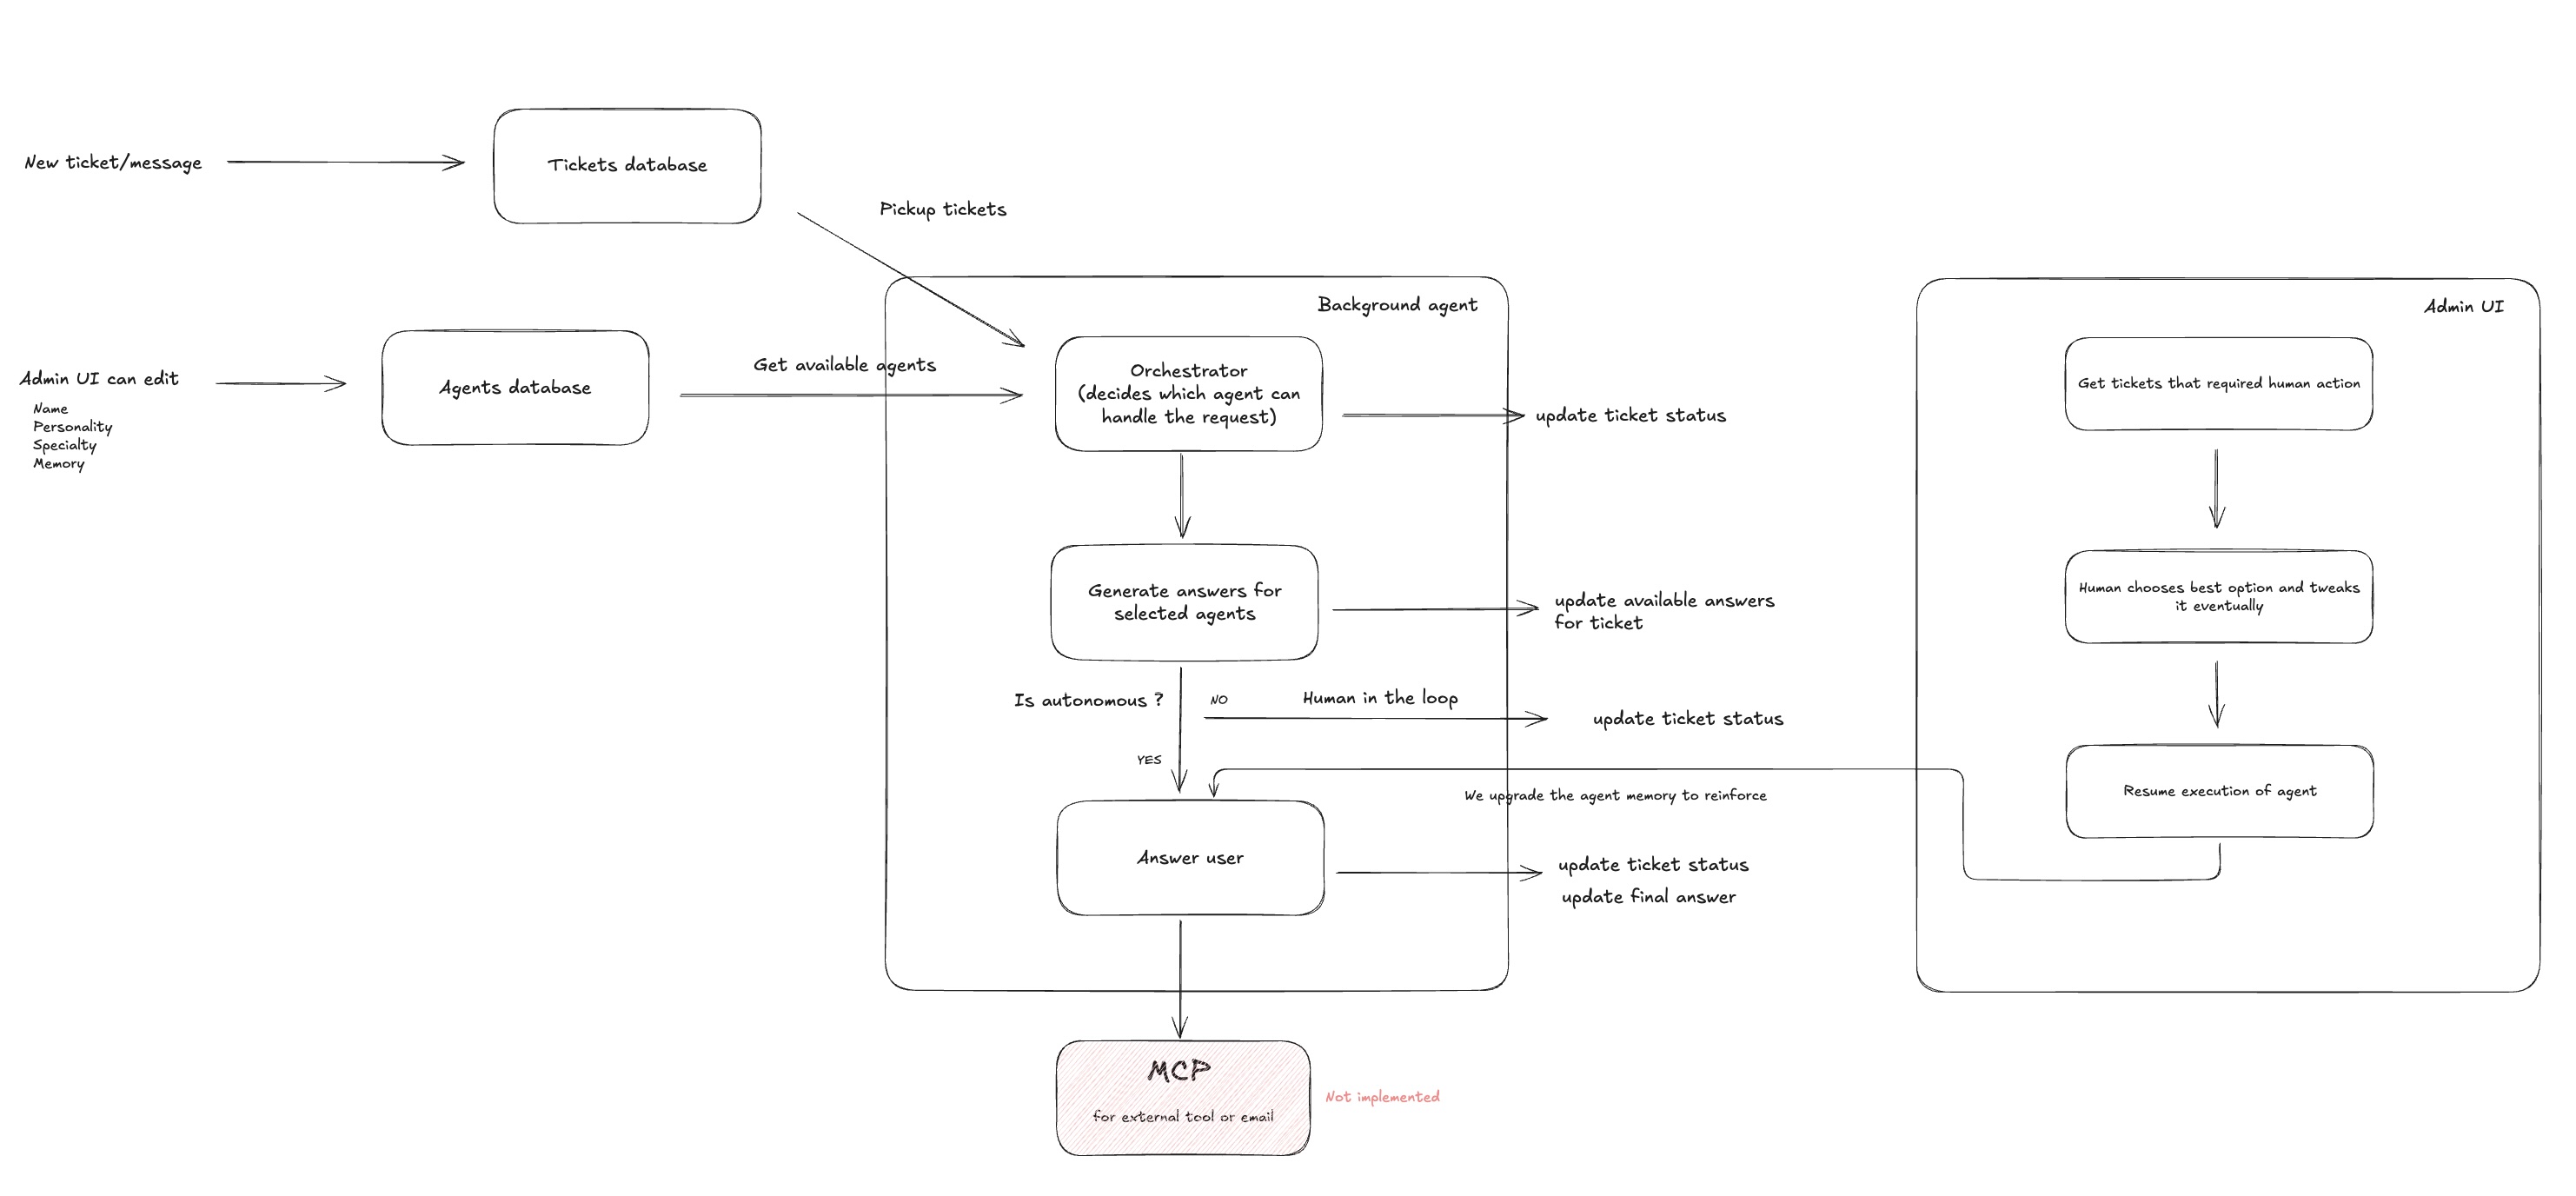 New ticket/message
Tickets database
Pickup tickets
Admin UI can edit
Name
Personality
Specialty
Memory
Agents database
Get available agents
Background agent
Orchestrator
(decides which agent can
handle the request)
update ticket status
Generate answers for
selected agents
update available answers
for ticket
Is autonomous ?
NO
Human in the loop
update ticket status
YES
We upgrade the agent memory to reinforce
Answer user
update ticket status
update final answer
MCP
for external tool or email
Not implemented
Admin UI
Get tickets that required human action
Human chooses best option and tweaks
it eventually
Resume execution of agent